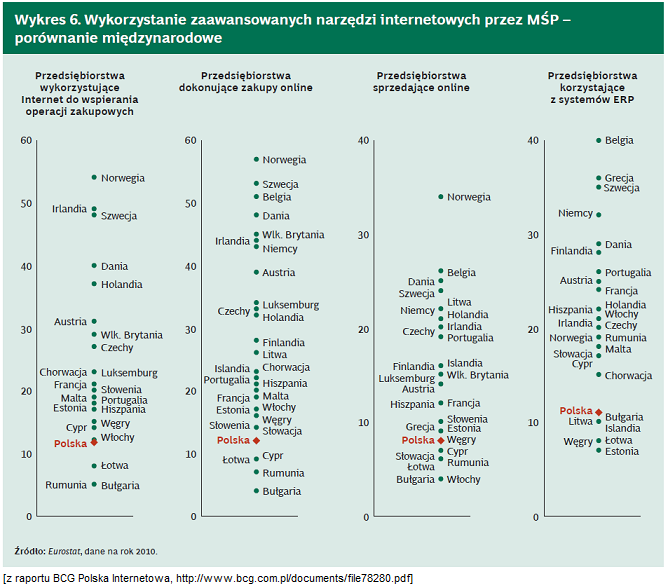 Wykres 6. Wykorzystanie zaawansowanych narzędzi internetowych przez MŚP –
porównanie międzynarodowe
Przedsiębiorstwa
wykorzystujące
Internet do wspierania
operacji zakupowych
60
50
40
30
20
10
0
Norwegia
Irlandia
Szwecja
Dania
Holandia
Austria
Wlk. Brytania
Czechy
Chorwacja
Luksemburg
Francja
Słowenia
Malta
Portugalia
Estonia
Hiszpania
Węgry
Cypr
Włochy
Polska
Łotwa
Rumunia
Bułgaria
Przedsiębiorstwa
dokonujące zakupy online
60
50
40
30
20
10
0
Norwegia
Szwecja
Belgia
Dania
Wlk. Brytania
Irlandia
Niemcy
Austria
Luksemburg
Czechy
Holandia
Finlandia
Litwa
Chorwacja
Islandia
Portugalia
Hiszpania
Malta
Francja
Włochy
Estonia
Węgry
Słowenia
Słowacja
Polska
Cypr
Łotwa
Rumunia
Bułgaria
Przedsiębiorstwa
sprzedające online
40
30
20
10
0
Norwegia
Belgia
Dania
Szwecja
Litwa
Niemcy
Holandia
Irlandia
Czechy
Portugalia
Islandia
Finlandia
Wlk. Brytania
Luksemburg
Austria
Francja
Hiszpania
Słowenia
Grecja
Estonia
Polska
Węgry
Cypr
Słowacja
Rumunia
Łotwa
Bułgaria
Włochy
Przedsiębiorstwa
korzystające
z systemów ERP
40
30
20
10
0
Belgia
Grecja
Szwecja
Niemcy
Dania
Finlandia
Portugalia
Austria
Francja
Holandia
Hiszpania
Włochy
Irlandia
Czechy
Norwegia
Rumunia
Malta
Słowacja
Cypr
Chorwacja
Polska
Bułgaria
Litwa
Islandia
Węgry
Łotwa
Estonia
Źródło: Eurostat, dane na rok 2010.
[z raportu BCG Polska Internetowa, http://www.bcg.com.pl/documents/file78280.pdf]